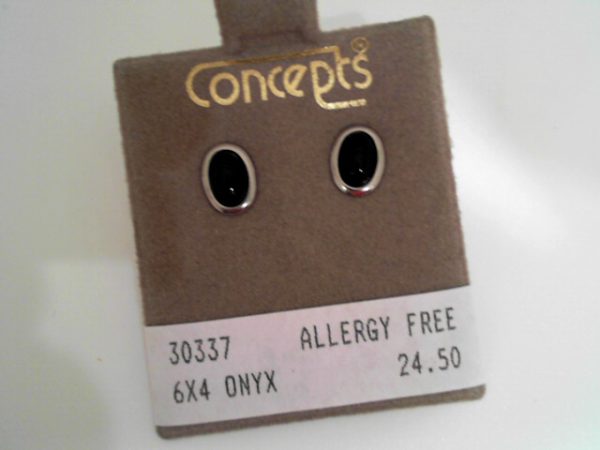 Concepts®
30337 ALLERGY FREE
6X4 ONYX 24.50